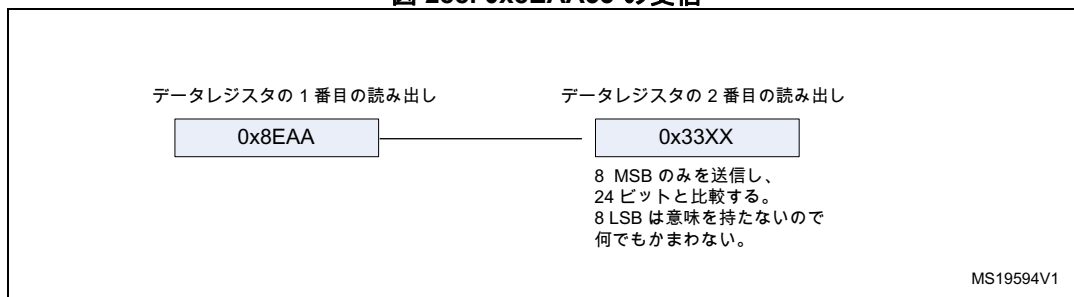 データレジスタの 1 番目の読み出し
データレジスタの 2 番目の読み出し
0x8EAA
0x33XX
8 MSB のみを送信し、
24 ビットと比較する。
8 LSB は意味を持たないので
何でもかまわない。
MS19594V1